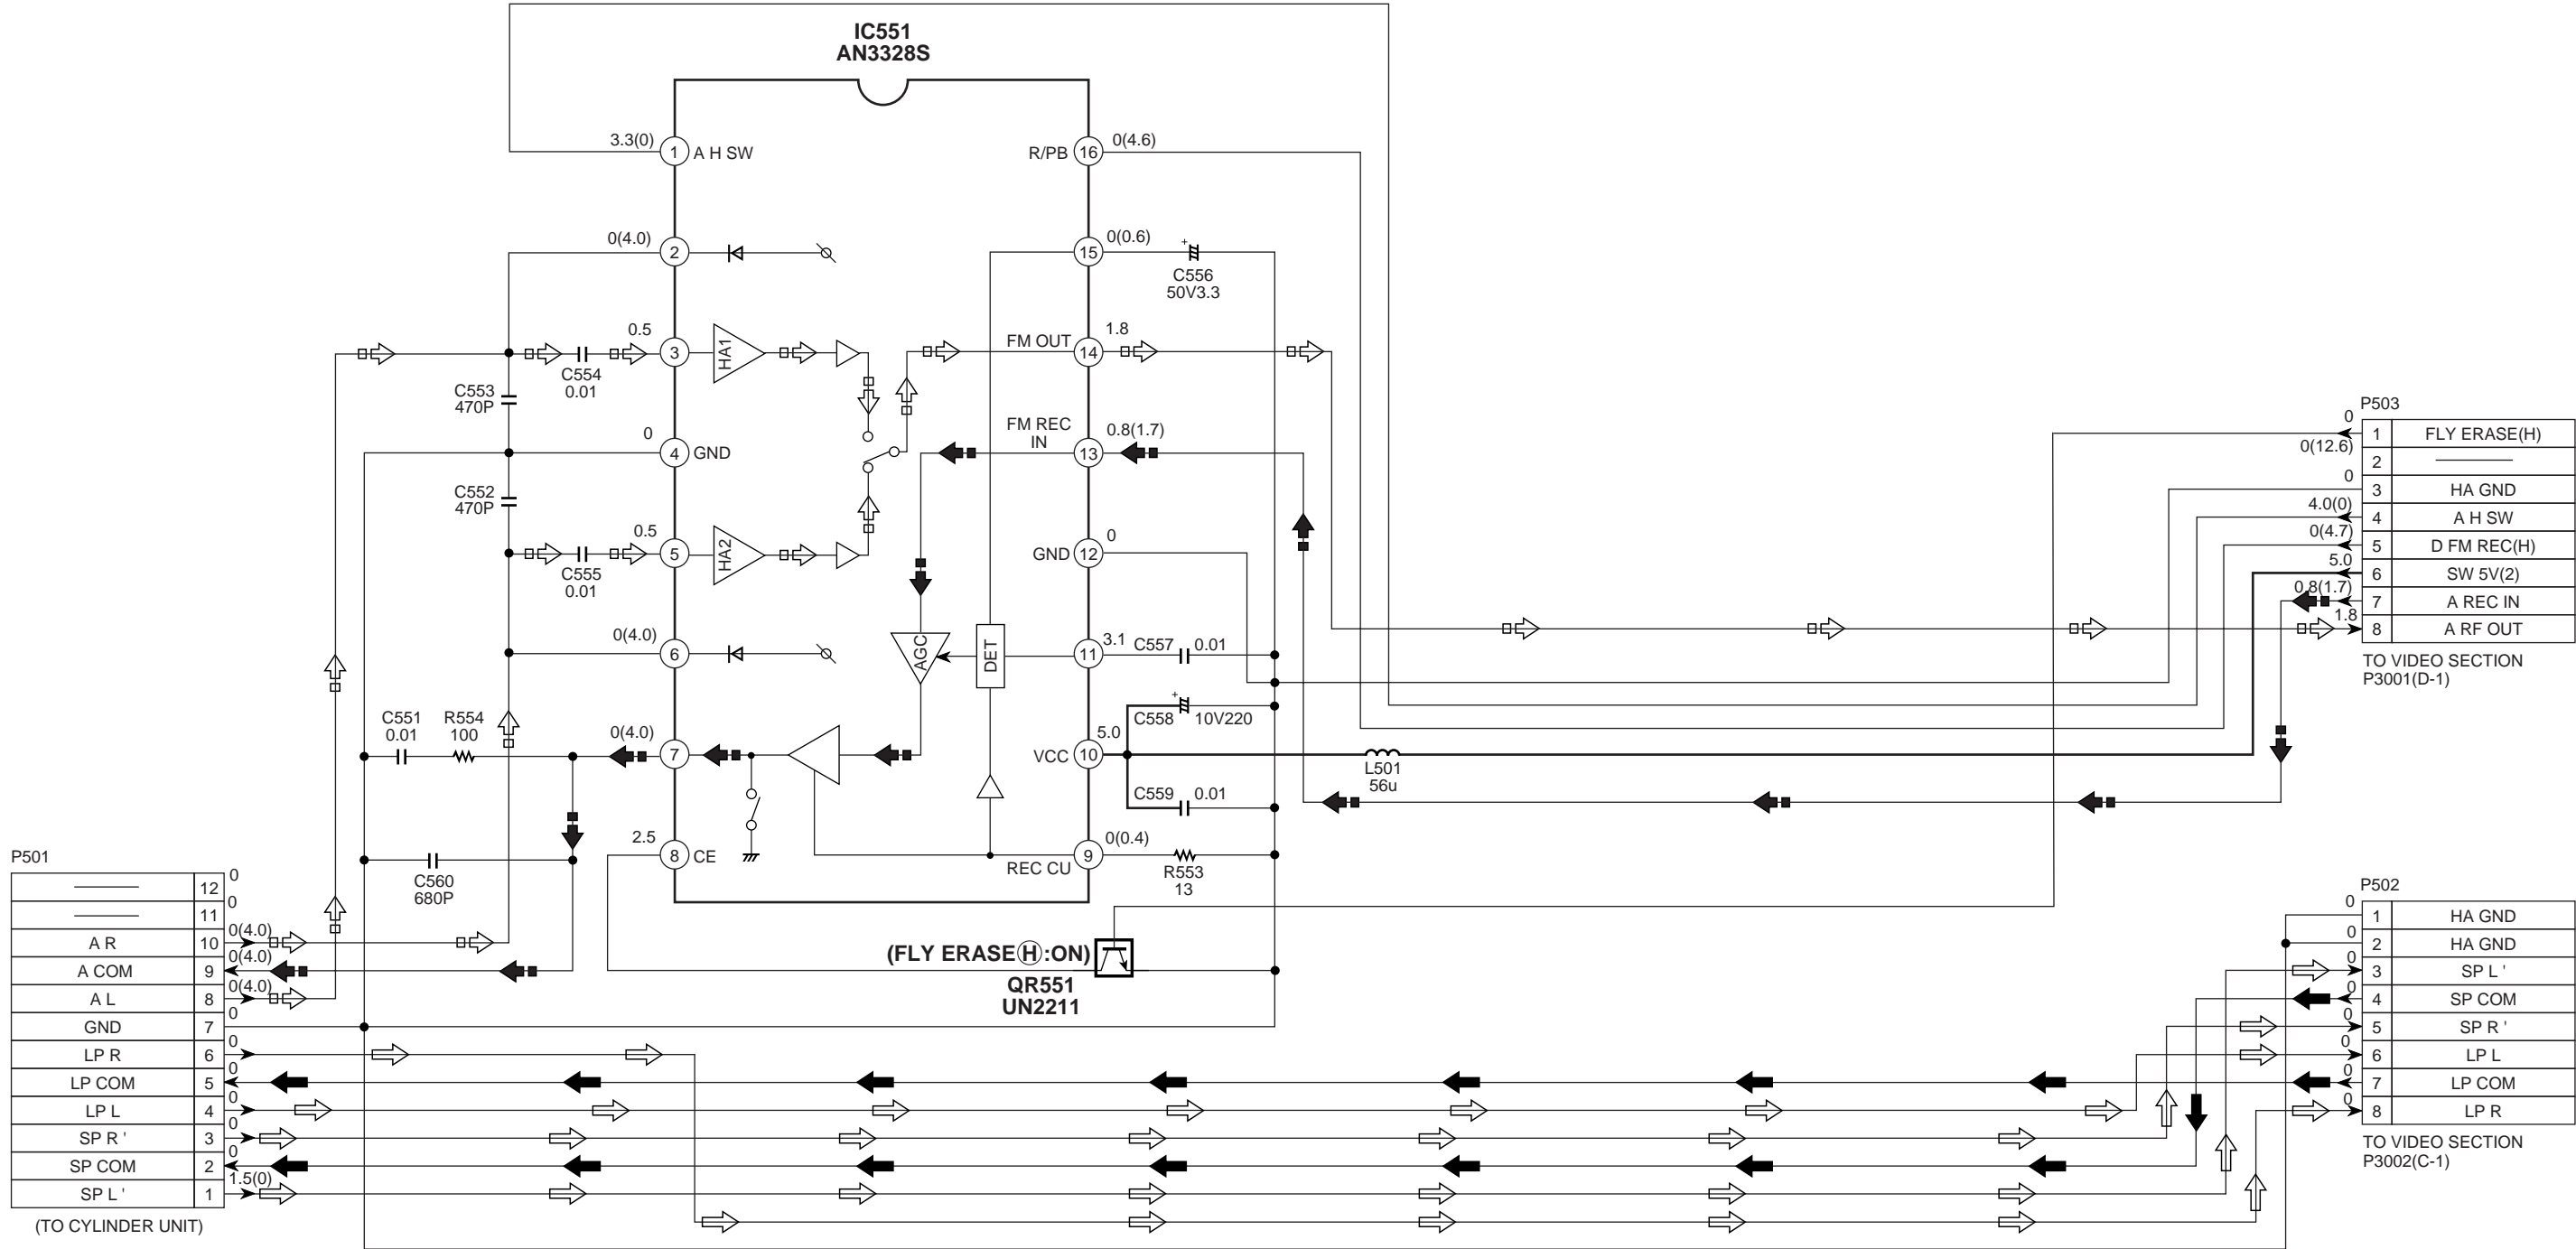 IC551
AN3328S
3.3(0)
1
A H SW
R/PB
16
0(4.6)
0(4.0)
2
15
0(0.6)
+
C556
50V3.3
0.5
3
HA1
C554
0.01
FM OUT
14
1.8
C553
470P
0
4
GND
FM REC
IN
13
0.8(1.7)
C552
470P
0.5
5
HA2
C555
0.01
GND
12
0
0(4.0)
6
AGC
DET
11
3.1
C557
0.01
C551
0.01
R554
100
0(4.0)
7
+
C558
10V220
5.0
VCC
10
L501
56u
C559
0.01
2.5
8
CE
REC CU
9
0(0.4)
R553
13
C560
680P
(FLY ERASE(H):ON)
QR551
UN2211
P503
0
1
FLY ERASE(H)
0(12.6)
2
0
3
HA GND
4.0(0)
4
A H SW
0(4.7)
5
D FM REC(H)
5.0
6
SW 5V(2)
0.8(1.7)
7
A REC IN
1.8
8
A RF OUT
TO VIDEO SECTION
P3001(D-1)
P501
12
0
11
0
A R
10
0(4.0)
A COM
9
0(4.0)
A L
8
0(4.0)
GND
7
0
LP R
6
0
LP COM
5
0
LP L
4
0
SP R '
3
0
SP COM
2
0
SP L '
1
1.5(0)
(TO CYLINDER UNIT)
P502
0
1
HA GND
0
2
HA GND
0
3
SP L '
0
4
SP COM
0
5
SP R '
0
6
LP L
0
7
LP COM
0
8
LP R
TO VIDEO SECTION
P3002(C-1)